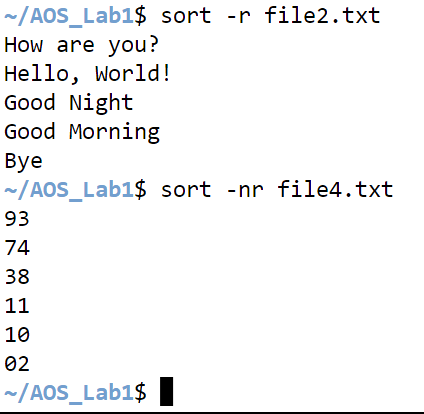 ~/AOS_Lab1$ sort -r file2.txt
How are you?
Hello, World!
Good Night
Good Morning
Bye
~/AOS_Lab1$ sort -nr file4.txt
93
74
38
11
10
02
~/AOS_Lab1$